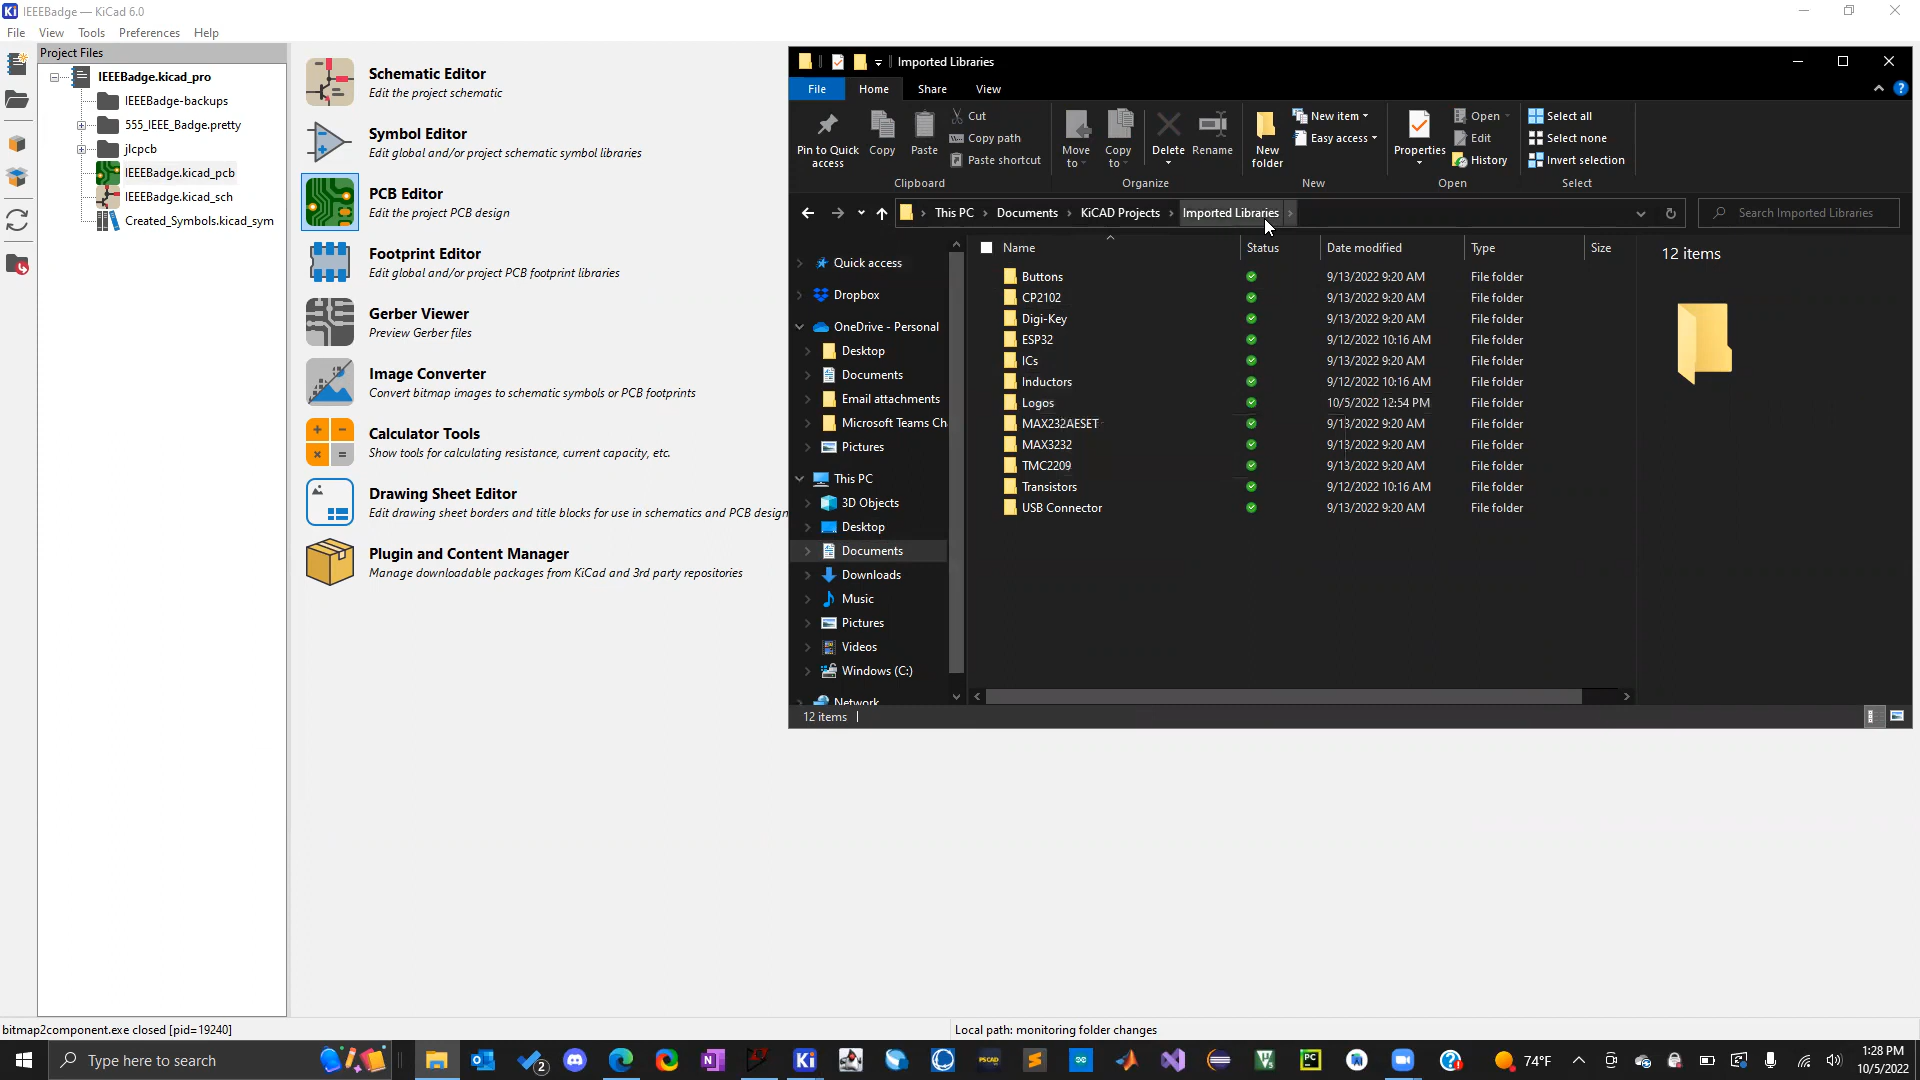 IEEEBadge — KiCad 6.0
File View Tools Preferences Help
Project Files
IEEEBadge.kicad_pro
IEEEBadge-backups
555_IEEE_Badge.pretty
jlcpcb
IEEEBadge.kicad_pcb
IEEEBadge.kicad_sch
Created_Symbols.kicad_sym
Schematic Editor
Edit the project schematic
Symbol Editor
Edit global and/or project schematic symbol libraries
PCB Editor
Edit the project PCB design
Footprint Editor
Edit global and/or project PCB footprint libraries
Gerber Viewer
Preview Gerber files
Image Converter
Convert bitmap images to schematic symbols or PCB footprints
Calculator Tools
Show tools for calculating resistance, current capacity, etc.
Drawing Sheet Editor
Edit drawing sheet borders and title blocks for use in schematics and PCB design
Plugin and Content Manager
Manage downloadable packages from KiCad and 3rd party repositories
Imported Libraries
File Home Share View
Pin to Quick access
Copy
Paste
Cut
Copy path
Paste shortcut
Clipboard
Move to
Copy to
Delete
Rename
Organize
New folder
New item
Easy access
New
Properties
Open
Edit
History
Open
Select all
Select none
Invert selection
Select
This PC > Documents > KiCAD Projects > Imported Libraries >
Search Imported Libraries
Quick access
Dropbox
OneDrive - Personal
Desktop
Documents
Email attachments
Microsoft Teams Ch
Pictures
This PC
3D Objects
Desktop
Documents
Downloads
Music
Pictures
Videos
Windows (C:)
Network
Name Status Date modified Type Size
Buttons 9/13/2022 9:20 AM File folder
CP2102 9/13/2022 9:20 AM File folder
Digi-Key 9/13/2022 9:20 AM File folder
ESP32 9/12/2022 10:16 AM File folder
ICs 9/13/2022 9:20 AM File folder
Inductors 9/12/2022 10:16 AM File folder
Logos 10/5/2022 12:54 PM File folder
MAX232AESET 9/13/2022 9:20 AM File folder
MAX3232 9/13/2022 9:20 AM File folder
TMC2209 9/13/2022 9:20 AM File folder
Transistors 9/12/2022 10:16 AM File folder
USB Connector 9/13/2022 9:20 AM File folder
12 items
12 items
bitmap2component.exe closed [pid=19240]
Local path: monitoring folder changes
Type here to search
74°F
1:28 PM
10/5/2022